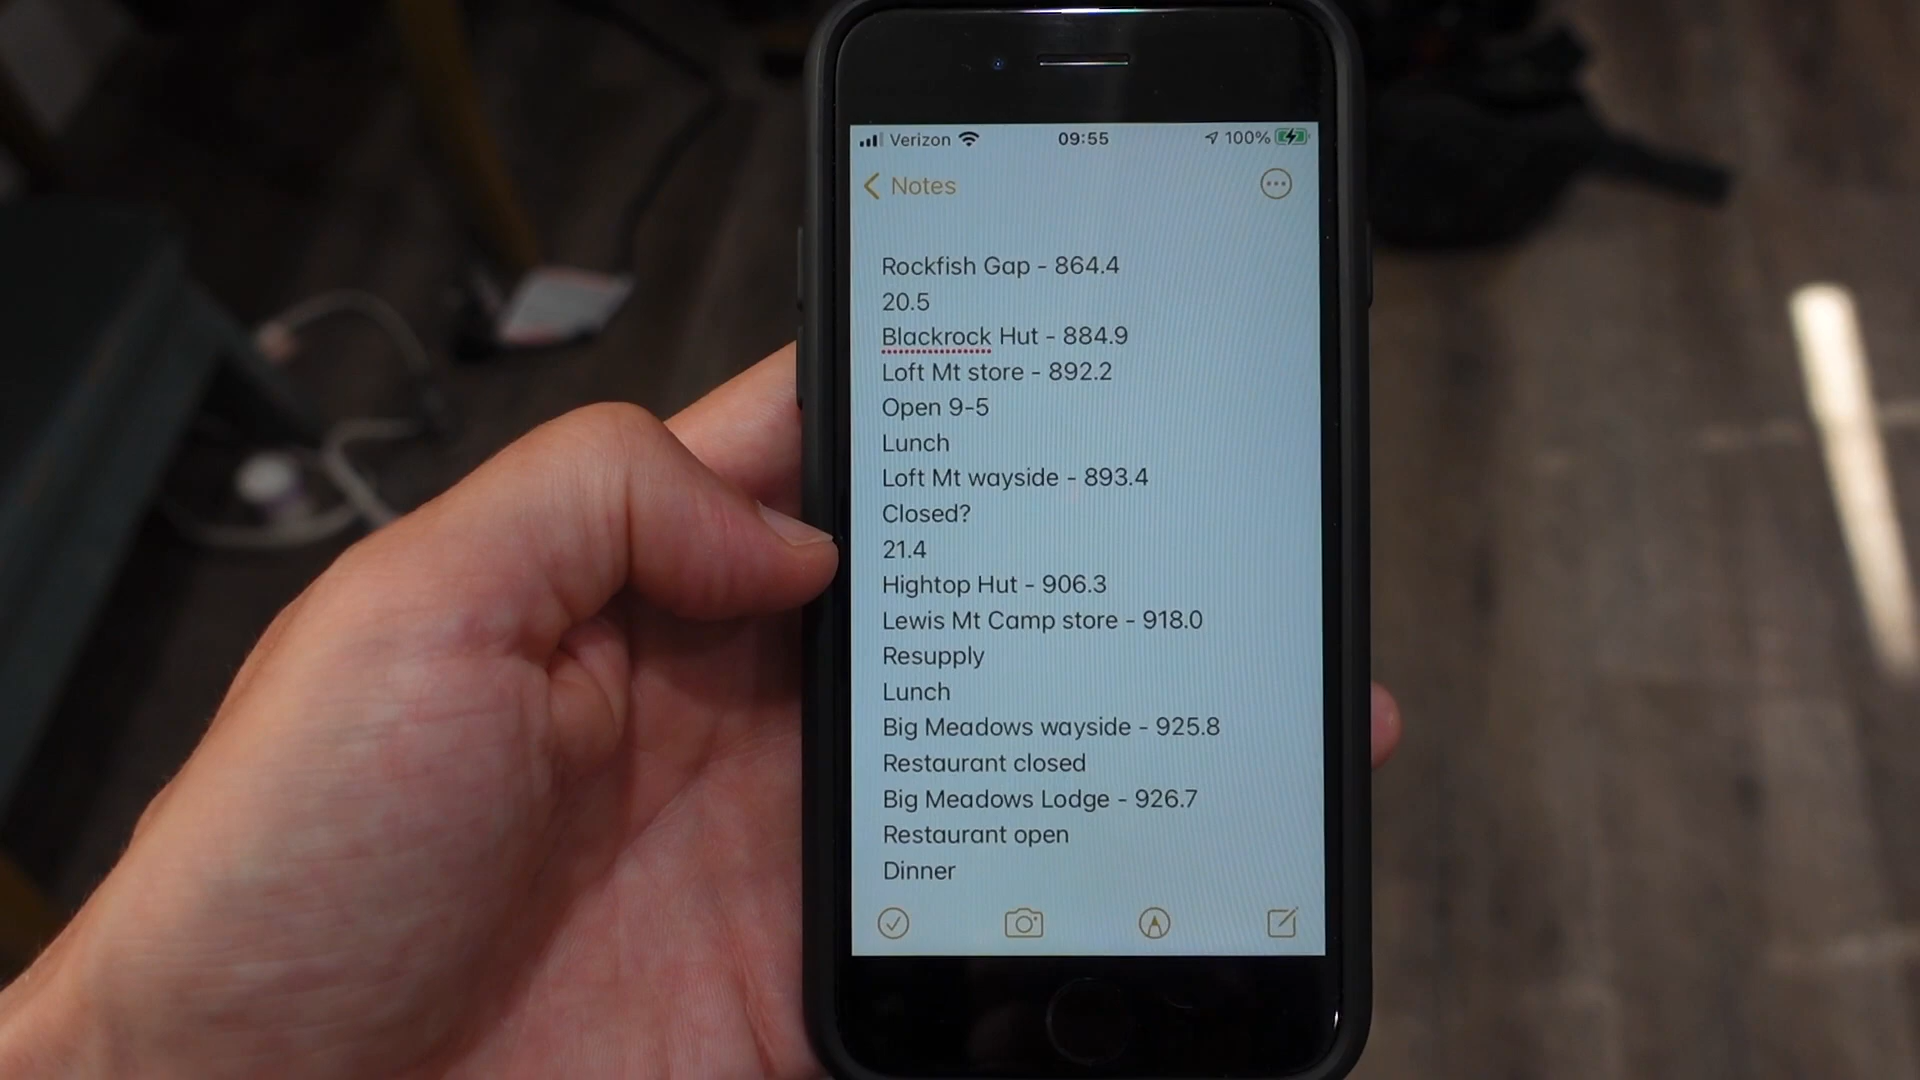 Verizon 09:55 100%
Notes
Rockfish Gap - 864.4
20.5
Blackrock Hut - 884.9
Loft Mt store - 892.2
Open 9-5
Lunch
Loft Mt wayside - 893.4
Closed?
21.4
Hightop Hut - 906.3
Lewis Mt Camp store - 918.0
Resupply
Lunch
Big Meadows wayside - 925.8
Restaurant closed
Big Meadows Lodge - 926.7
Restaurant open
Dinner